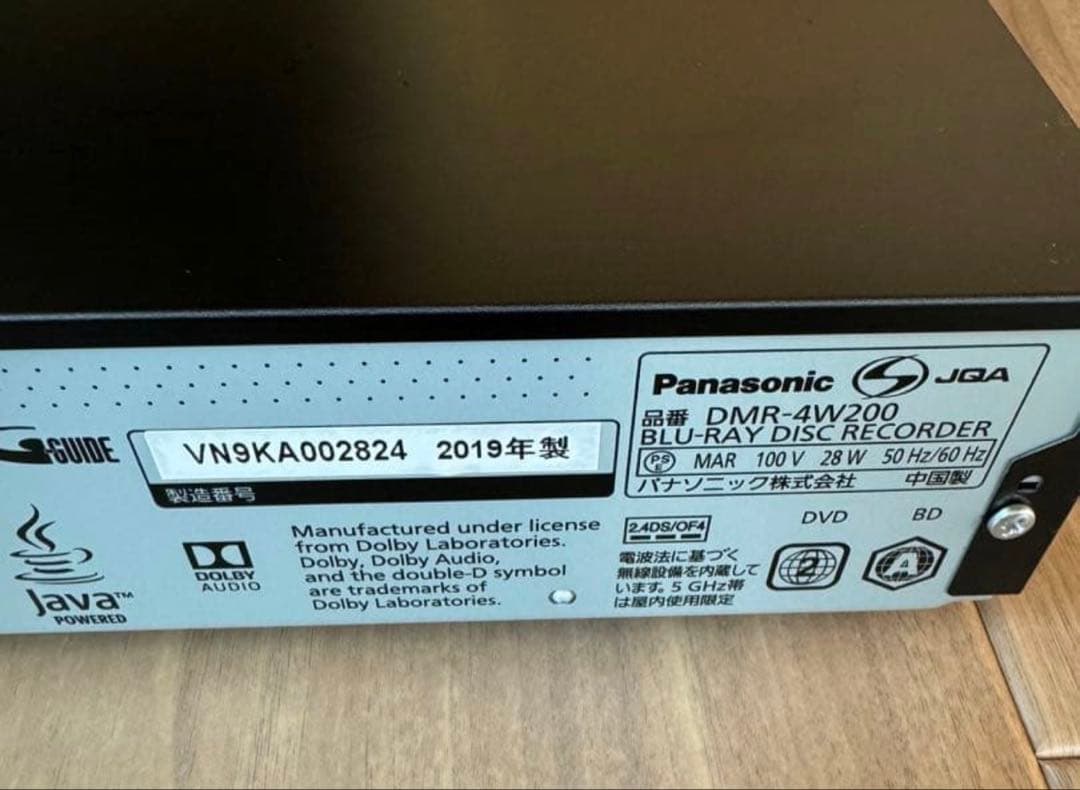 G-GUIDE
VN9KA002824 2019年製
製造番号
Java™
POWERED
DOLBY
AUDIO
Manufactured under license
from Dolby Laboratories.
Dolby, Dolby Audio,
and the double-D symbol
are trademarks of
Dolby Laboratories.
Panasonic JQA
品番 DMR-4W200
BLU-RAY DISC RECORDER
PSE MAR 100 V 28 W 50 Hz/60 Hz
パナソニック株式会社 中国製
2.4DS/OF4
電波法に基づく
無線設備を内蔵して
います。5 GHz帯
は屋内使用限定
DVD BD
2 A